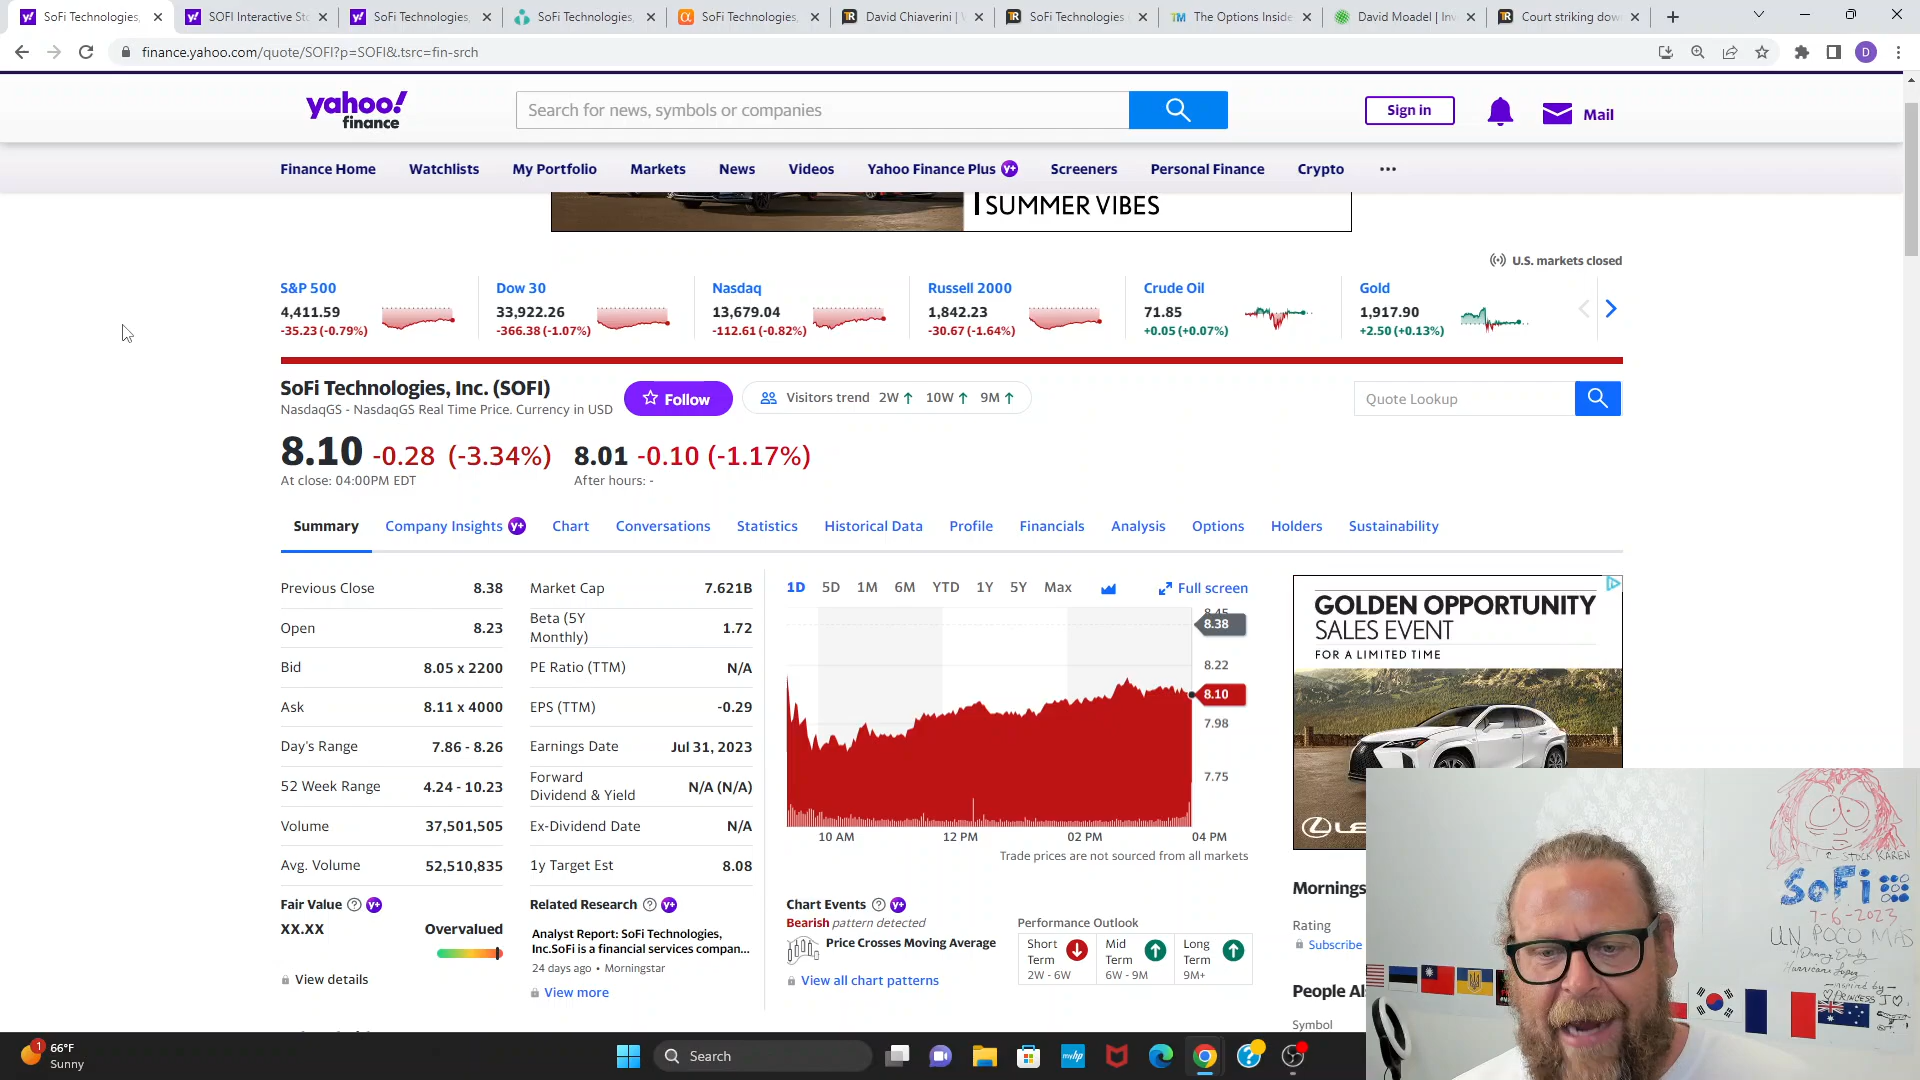 SoFi Technologies,
SOFI Interactive Sto
SoFi Technologies,
SoFi Technologies,
SoFi Technologies,
David Chiaverini |
SoFi Technologies
The Options Inside
David Moadel | Inv
Court striking dow
finance.yahoo.com/quote/SOFI?p=SOFI&.tsrc=fin-srch
D
yahoo!
finance
Search for news, symbols or companies
Sign in
Mail
Finance Home Watchlists My Portfolio Markets News Videos Yahoo Finance Plus Y+ Screeners Personal Finance Crypto ...
SUMMER VIBES
U.S. markets closed
S&P 500
4,411.59
-35.23 (-0.79%)
Dow 30
33,922.26
-366.38 (-1.07%)
Nasdaq
13,679.04
-112.61 (-0.82%)
Russell 2000
1,842.23
-30.67 (-1.64%)
Crude Oil
71.85
+0.05 (+0.07%)
Gold
1,917.90
+2.50 (+0.13%)
SoFi Technologies, Inc. (SOFI)
NasdaqGS - NasdaqGS Real Time Price. Currency in USD
Follow
Visitors trend 2W ↑ 10W ↑ 9M ↑
Quote Lookup
8.10 -0.28 (-3.34%)
At close: 04:00PM EDT
8.01 -0.10 (-1.17%)
After hours: -
Summary Company Insights Y+ Chart Conversations Statistics Historical Data Profile Financials Analysis Options Holders Sustainability
Previous Close 8.38
Open 8.23
Bid 8.05 x 2200
Ask 8.11 x 4000
Day's Range 7.86 - 8.26
52 Week Range 4.24 - 10.23
Volume 37,501,505
Avg. Volume 52,510,835
Market Cap 7.621B
Beta (5Y
Monthly) 1.72
PE Ratio (TTM) N/A
EPS (TTM) -0.29
Earnings Date Jul 31, 2023
Forward
Dividend & Yield N/A (N/A)
Ex-Dividend Date N/A
1y Target Est 8.08
1D 5D 1M 6M YTD 1Y 5Y Max
Full screen
8.45
8.38
8.22
8.10
7.98
7.75
10 AM 12 PM 02 PM 04 PM
Trade prices are not sourced from all markets
GOLDEN OPPORTUNITY
SALES EVENT
FOR A LIMITED TIME
LE
Fair Value ? Y+
XX.XX Overvalued
View details
Related Research ? Y+
Analyst Report: SoFi Technologies,
Inc.SoFi is a financial services compan...
24 days ago • Morningstar
View more
Chart Events ? Y+
Bearish pattern detected
Price Crosses Moving Average
View all chart patterns
Performance Outlook
Short
Term
2W - 6W
Mid
Term
6W - 9M
Long
Term
9M+
Mornings
Rating
Subscribe
People Al
Symbol
STOCK KAREN
SoFi
7-6-2023
UN POCO MAS
inspired by
PRINCESS J
1
66°F
Sunny
Search
myhp